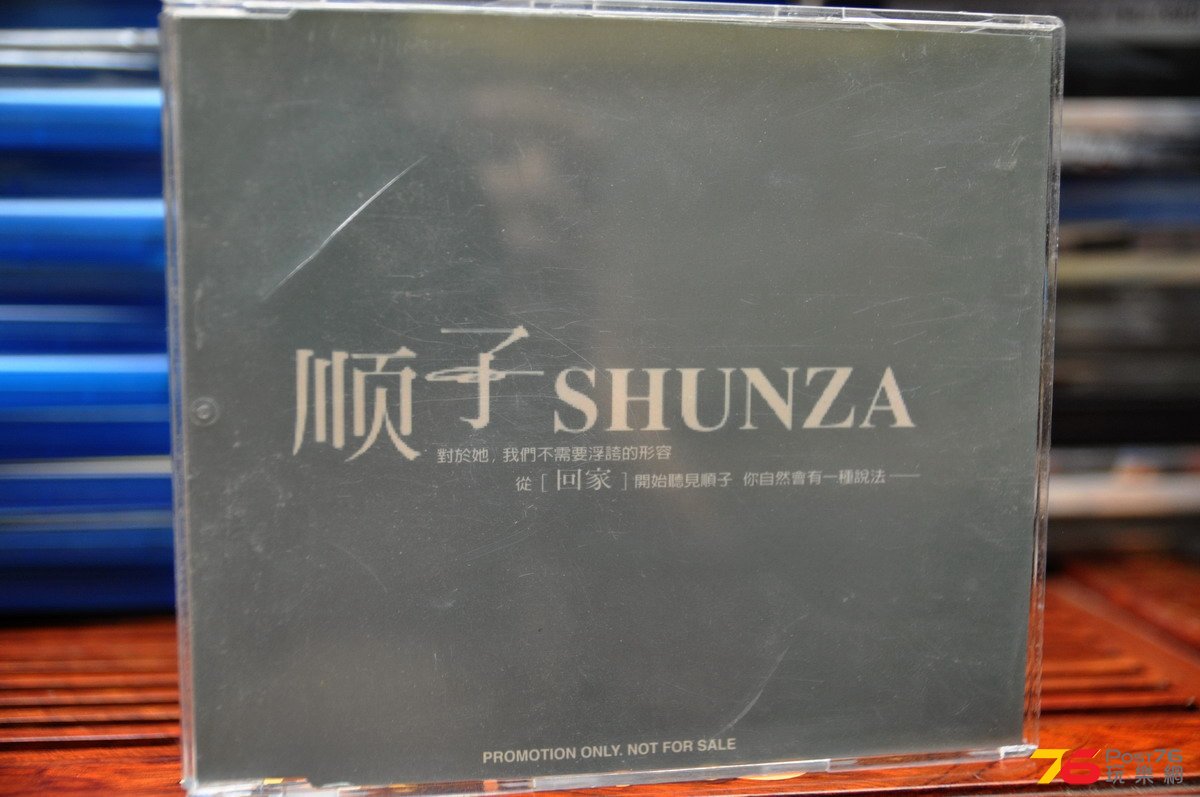 顺子 SHUNZA
對於她, 我們不需要浮誇的形容
從 [ 回家 ] 開始聽見順子 你自然會有一種說法──
PROMOTION ONLY. NOT FOR SALE
76 Post76
玩樂網